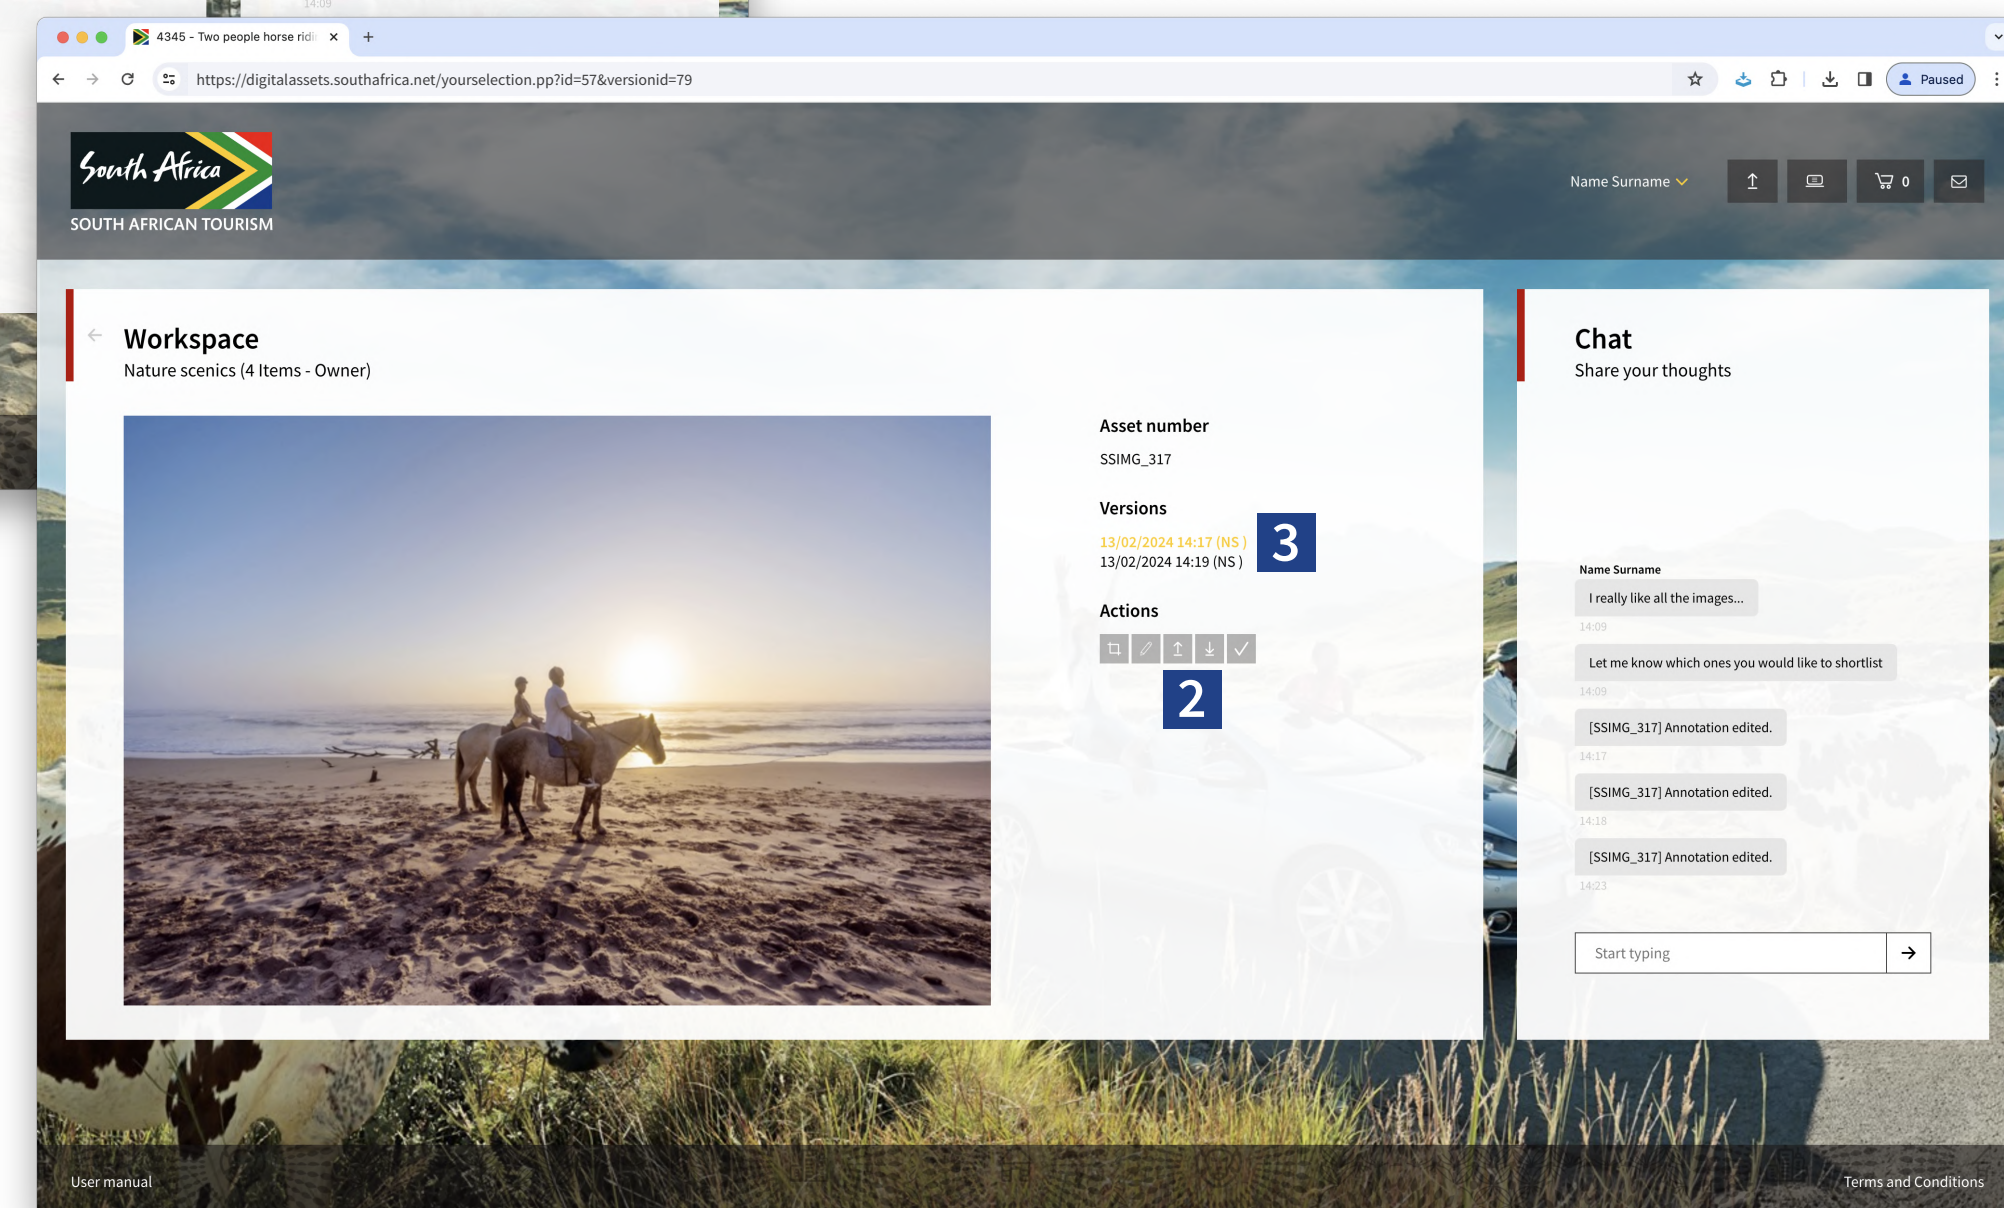 14:09
4345 - Two people horse ridi
https://digitalassets.southafrica.net/yourselection.pp?id=57&versionid=79
Paused
South Africa
SOUTH AFRICAN TOURISM
Name Surname
0
Workspace
Nature scenics (4 Items - Owner)
Asset number
SSIMG_317
Versions
13/02/2024 14:17 (NS )
13/02/2024 14:19 (NS )
3
Actions
2
Chat
Share your thoughts
Name Surname
I really like all the images...
14:09
Let me know which ones you would like to shortlist
14:09
[SSIMG_317] Annotation edited.
14:17
[SSIMG_317] Annotation edited.
14:18
[SSIMG_317] Annotation edited.
14:23
Start typing
User manual
Terms and Conditions